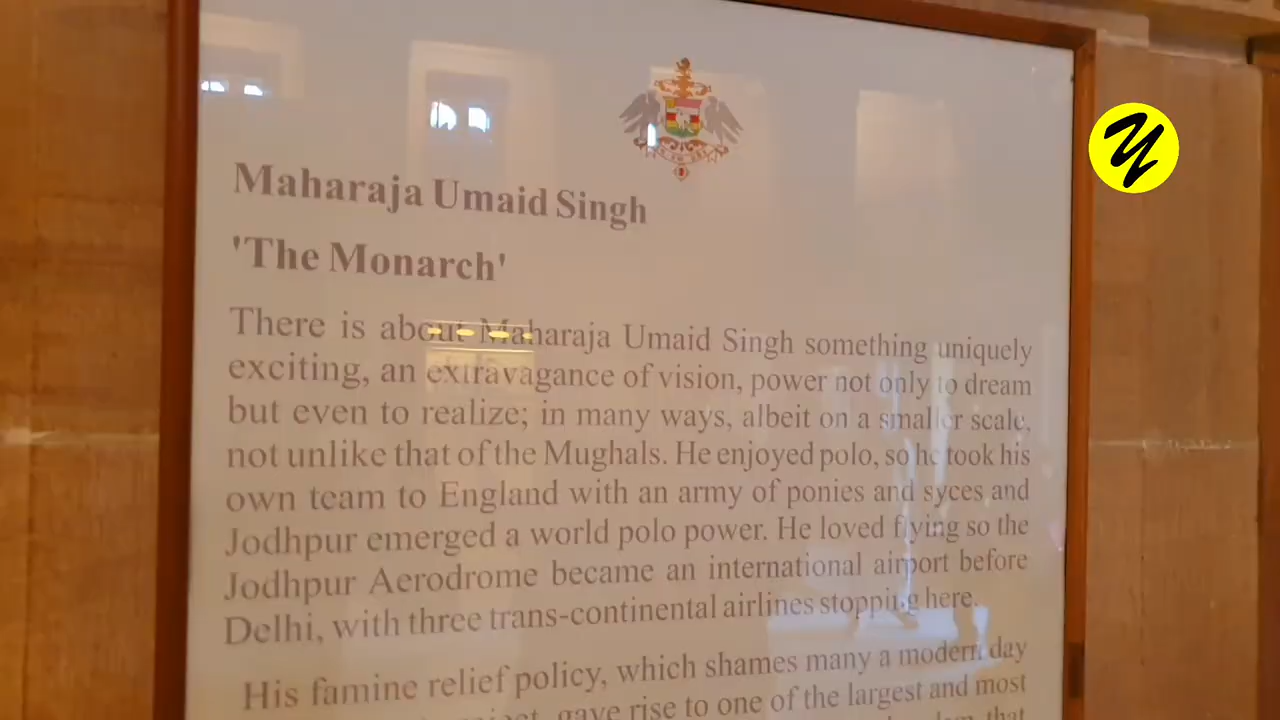 Maharaja Umaid Singh
'The Monarch'
There is about Maharaja Umaid Singh something uniquely
exciting, an extravagance of vision, power not only to dream
but even to realize; in many ways, albeit on a smaller scale,
not unlike that of the Mughals. He enjoyed polo, so he took his
own team to England with an army of ponies and syces and
Jodhpur emerged a world polo power. He loved flying so the
Jodhpur Aerodrome became an international airport before
Delhi, with three trans-continental airlines stopping here.
His famine relief policy, which shames many a modern day
gave rise to one of the largest and most
that